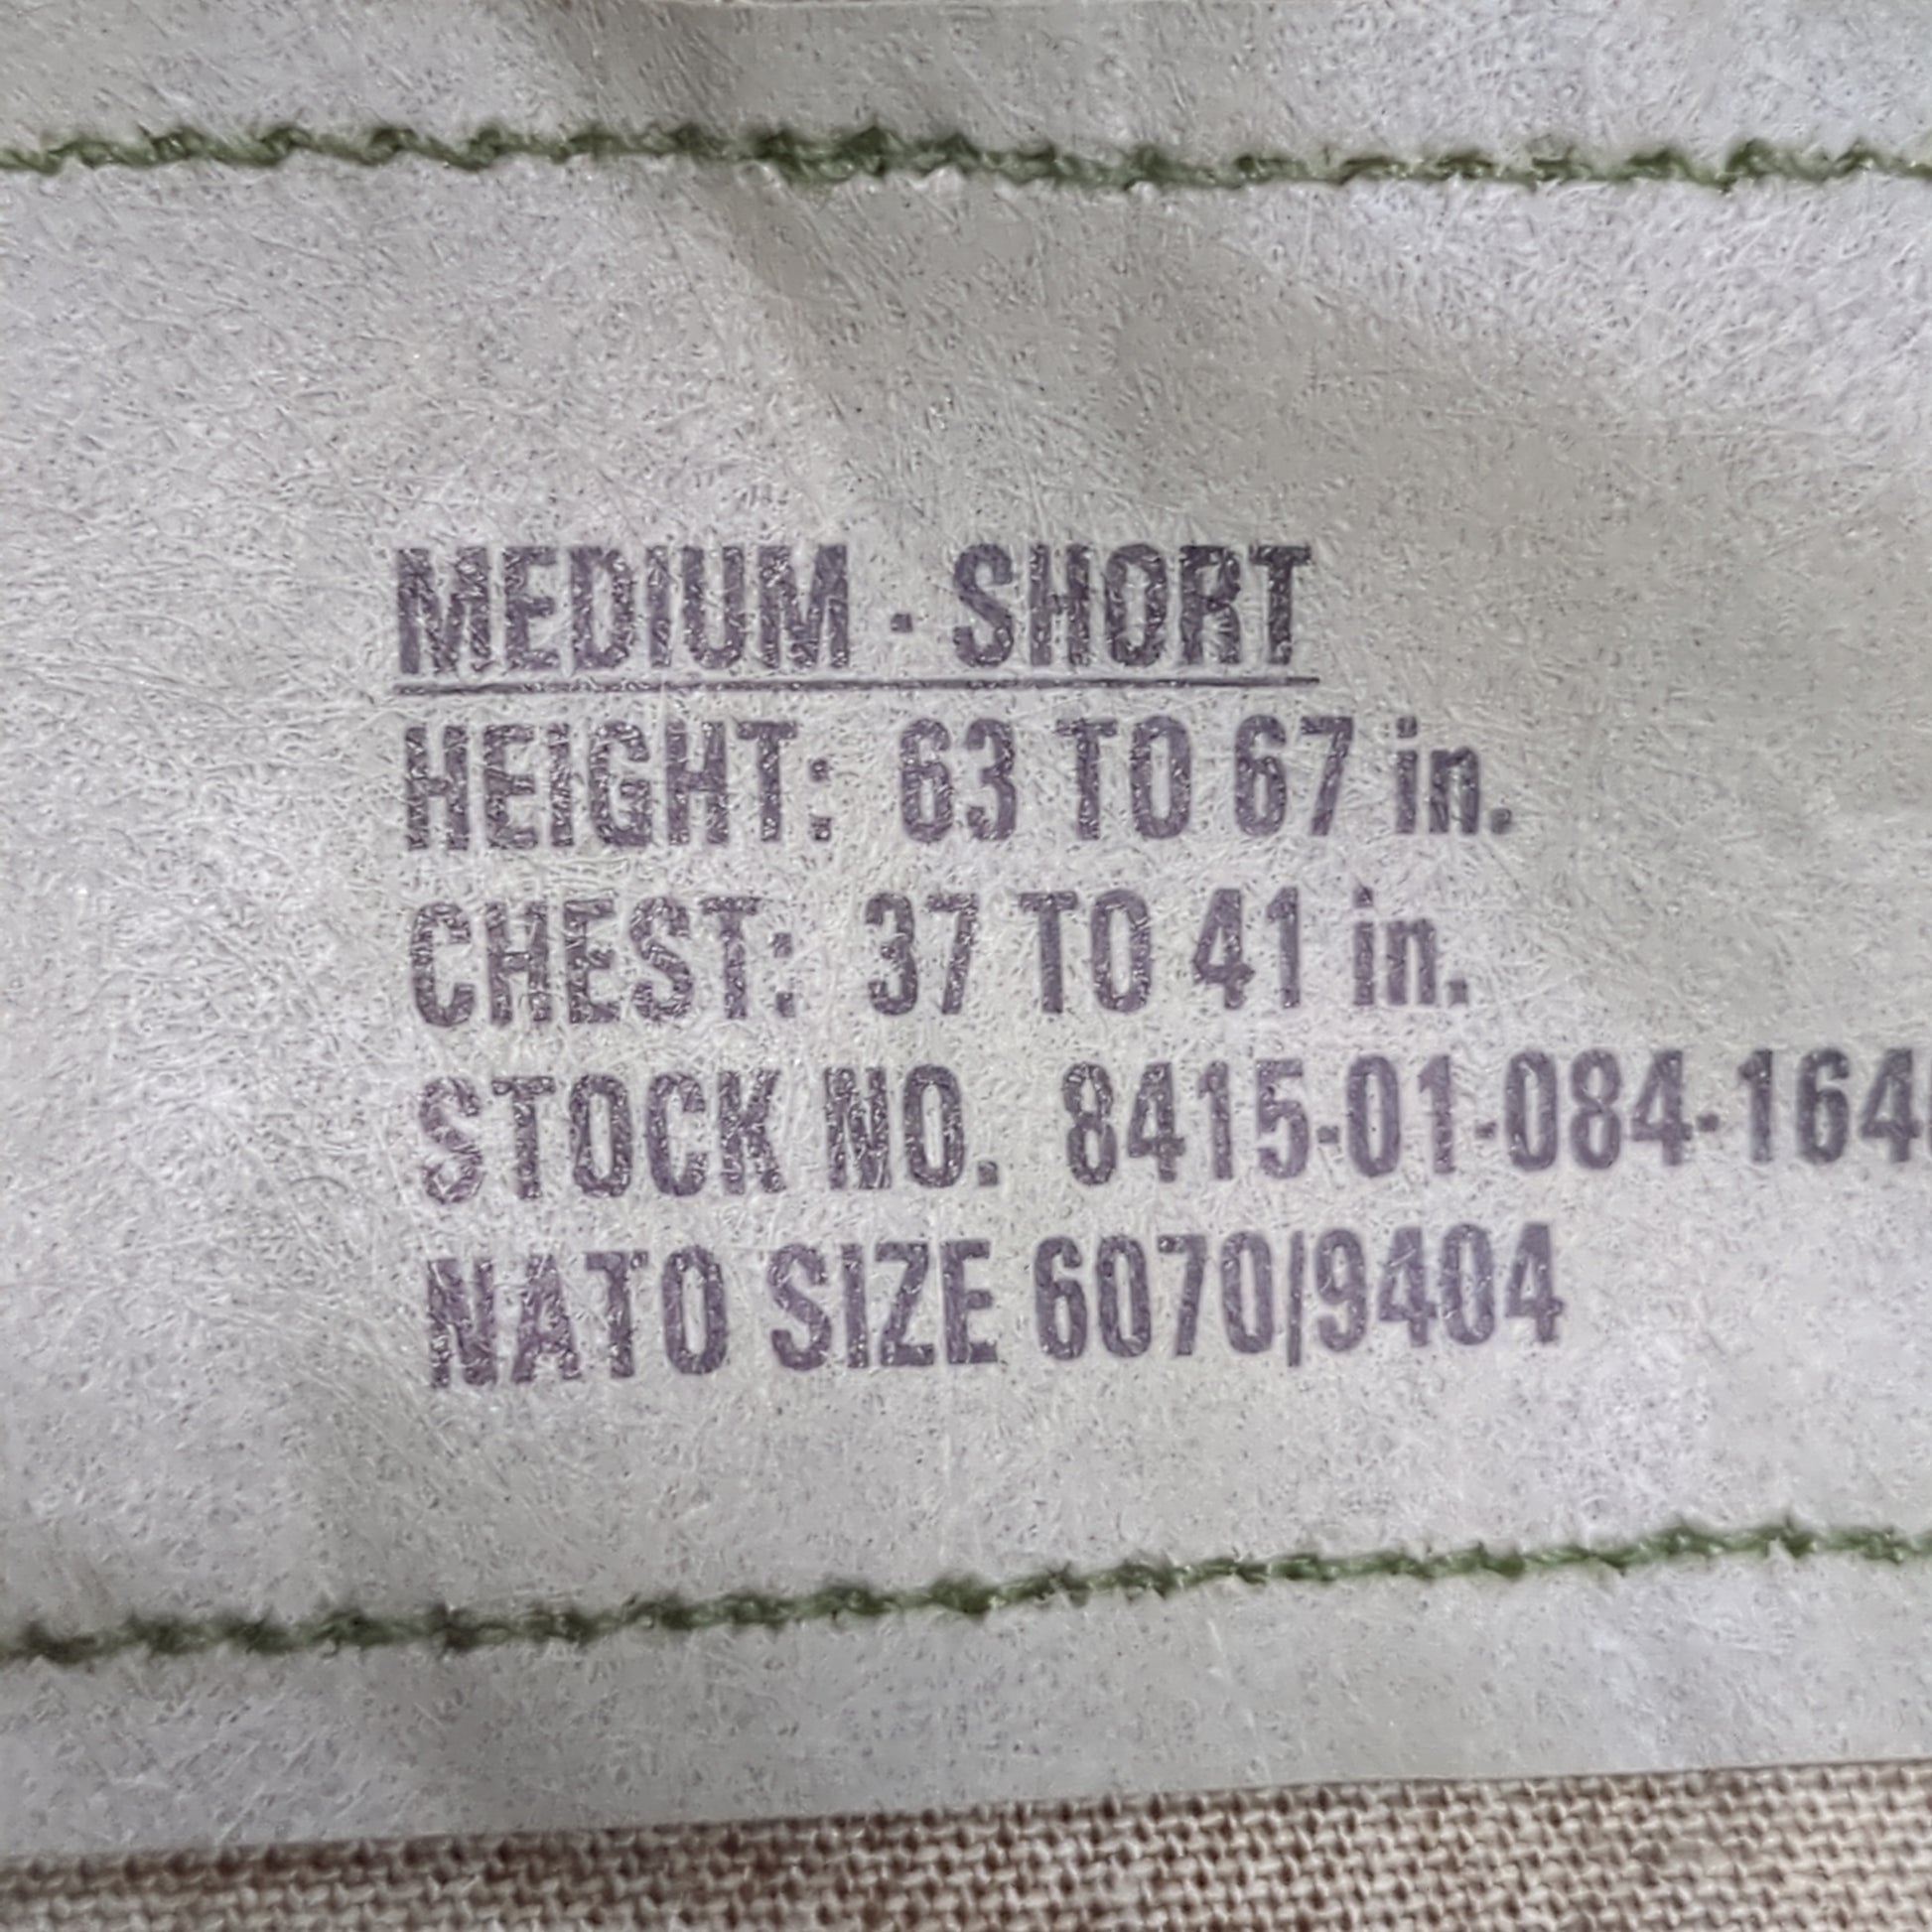 MEDIUM - SHORT
HEIGHT: 63 TO 67 in.
CHEST: 37 TO 41 in.
STOCK NO. 8415-01-084-164
NATO SIZE 6070/9404